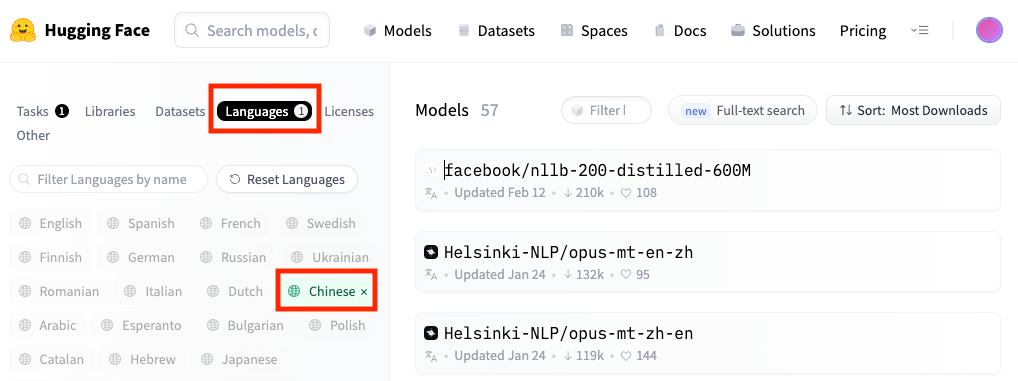 Hugging Face
Search models, c
Models
Datasets
Spaces
Docs
Solutions
Pricing
Tasks 1
Libraries
Datasets
Languages 1
Licenses
Other
Filter Languages by name
Reset Languages
English
Spanish
French
Swedish
Finnish
German
Russian
Ukrainian
Romanian
Italian
Dutch
Chinese ×
Arabic
Esperanto
Bulgarian
Polish
Catalan
Hebrew
Japanese
Models 57
Filter
new Full-text search
Sort: Most Downloads
facebook/nllb-200-distilled-600M
• Updated Feb 12 • ↓ 210k • ♡ 108
Helsinki-NLP/opus-mt-en-zh
• Updated Jan 24 • ↓ 132k • ♡ 95
Helsinki-NLP/opus-mt-zh-en
• Updated Jan 24 • ↓ 119k • ♡ 144